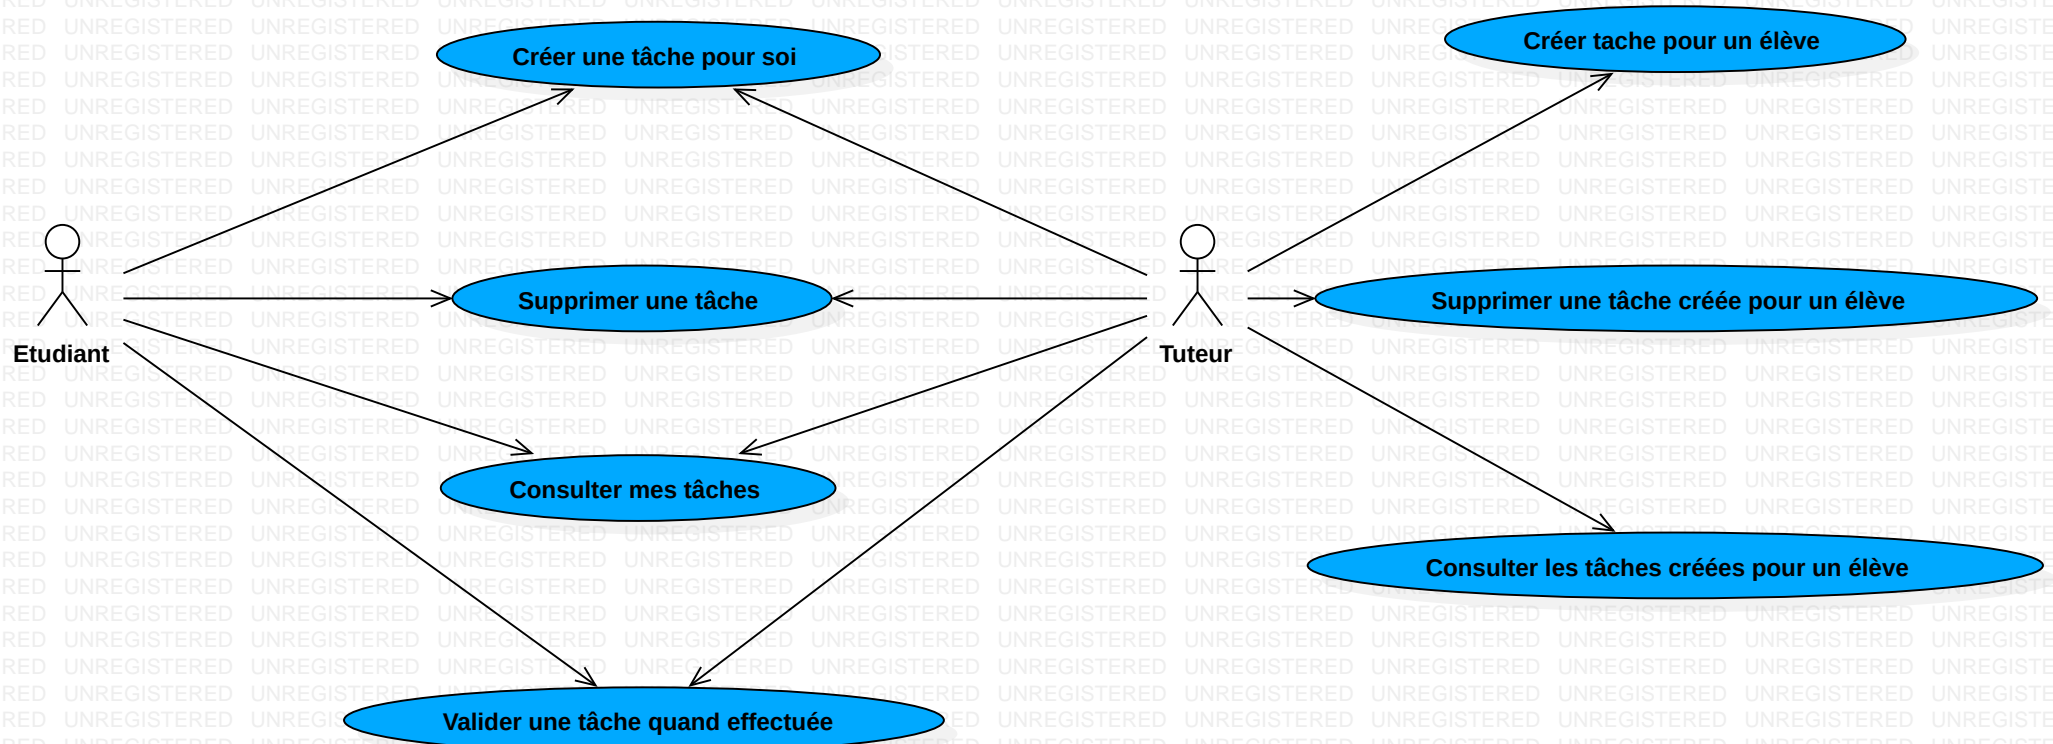 Créer une tâche pour soi
Créer tache pour un élève
Supprimer une tâche
Supprimer une tâche créée pour un élève
Etudiant
Tuteur
Consulter mes tâches
Consulter les tâches créées pour un élève
Valider une tâche quand effectuée
UNREGISTERED